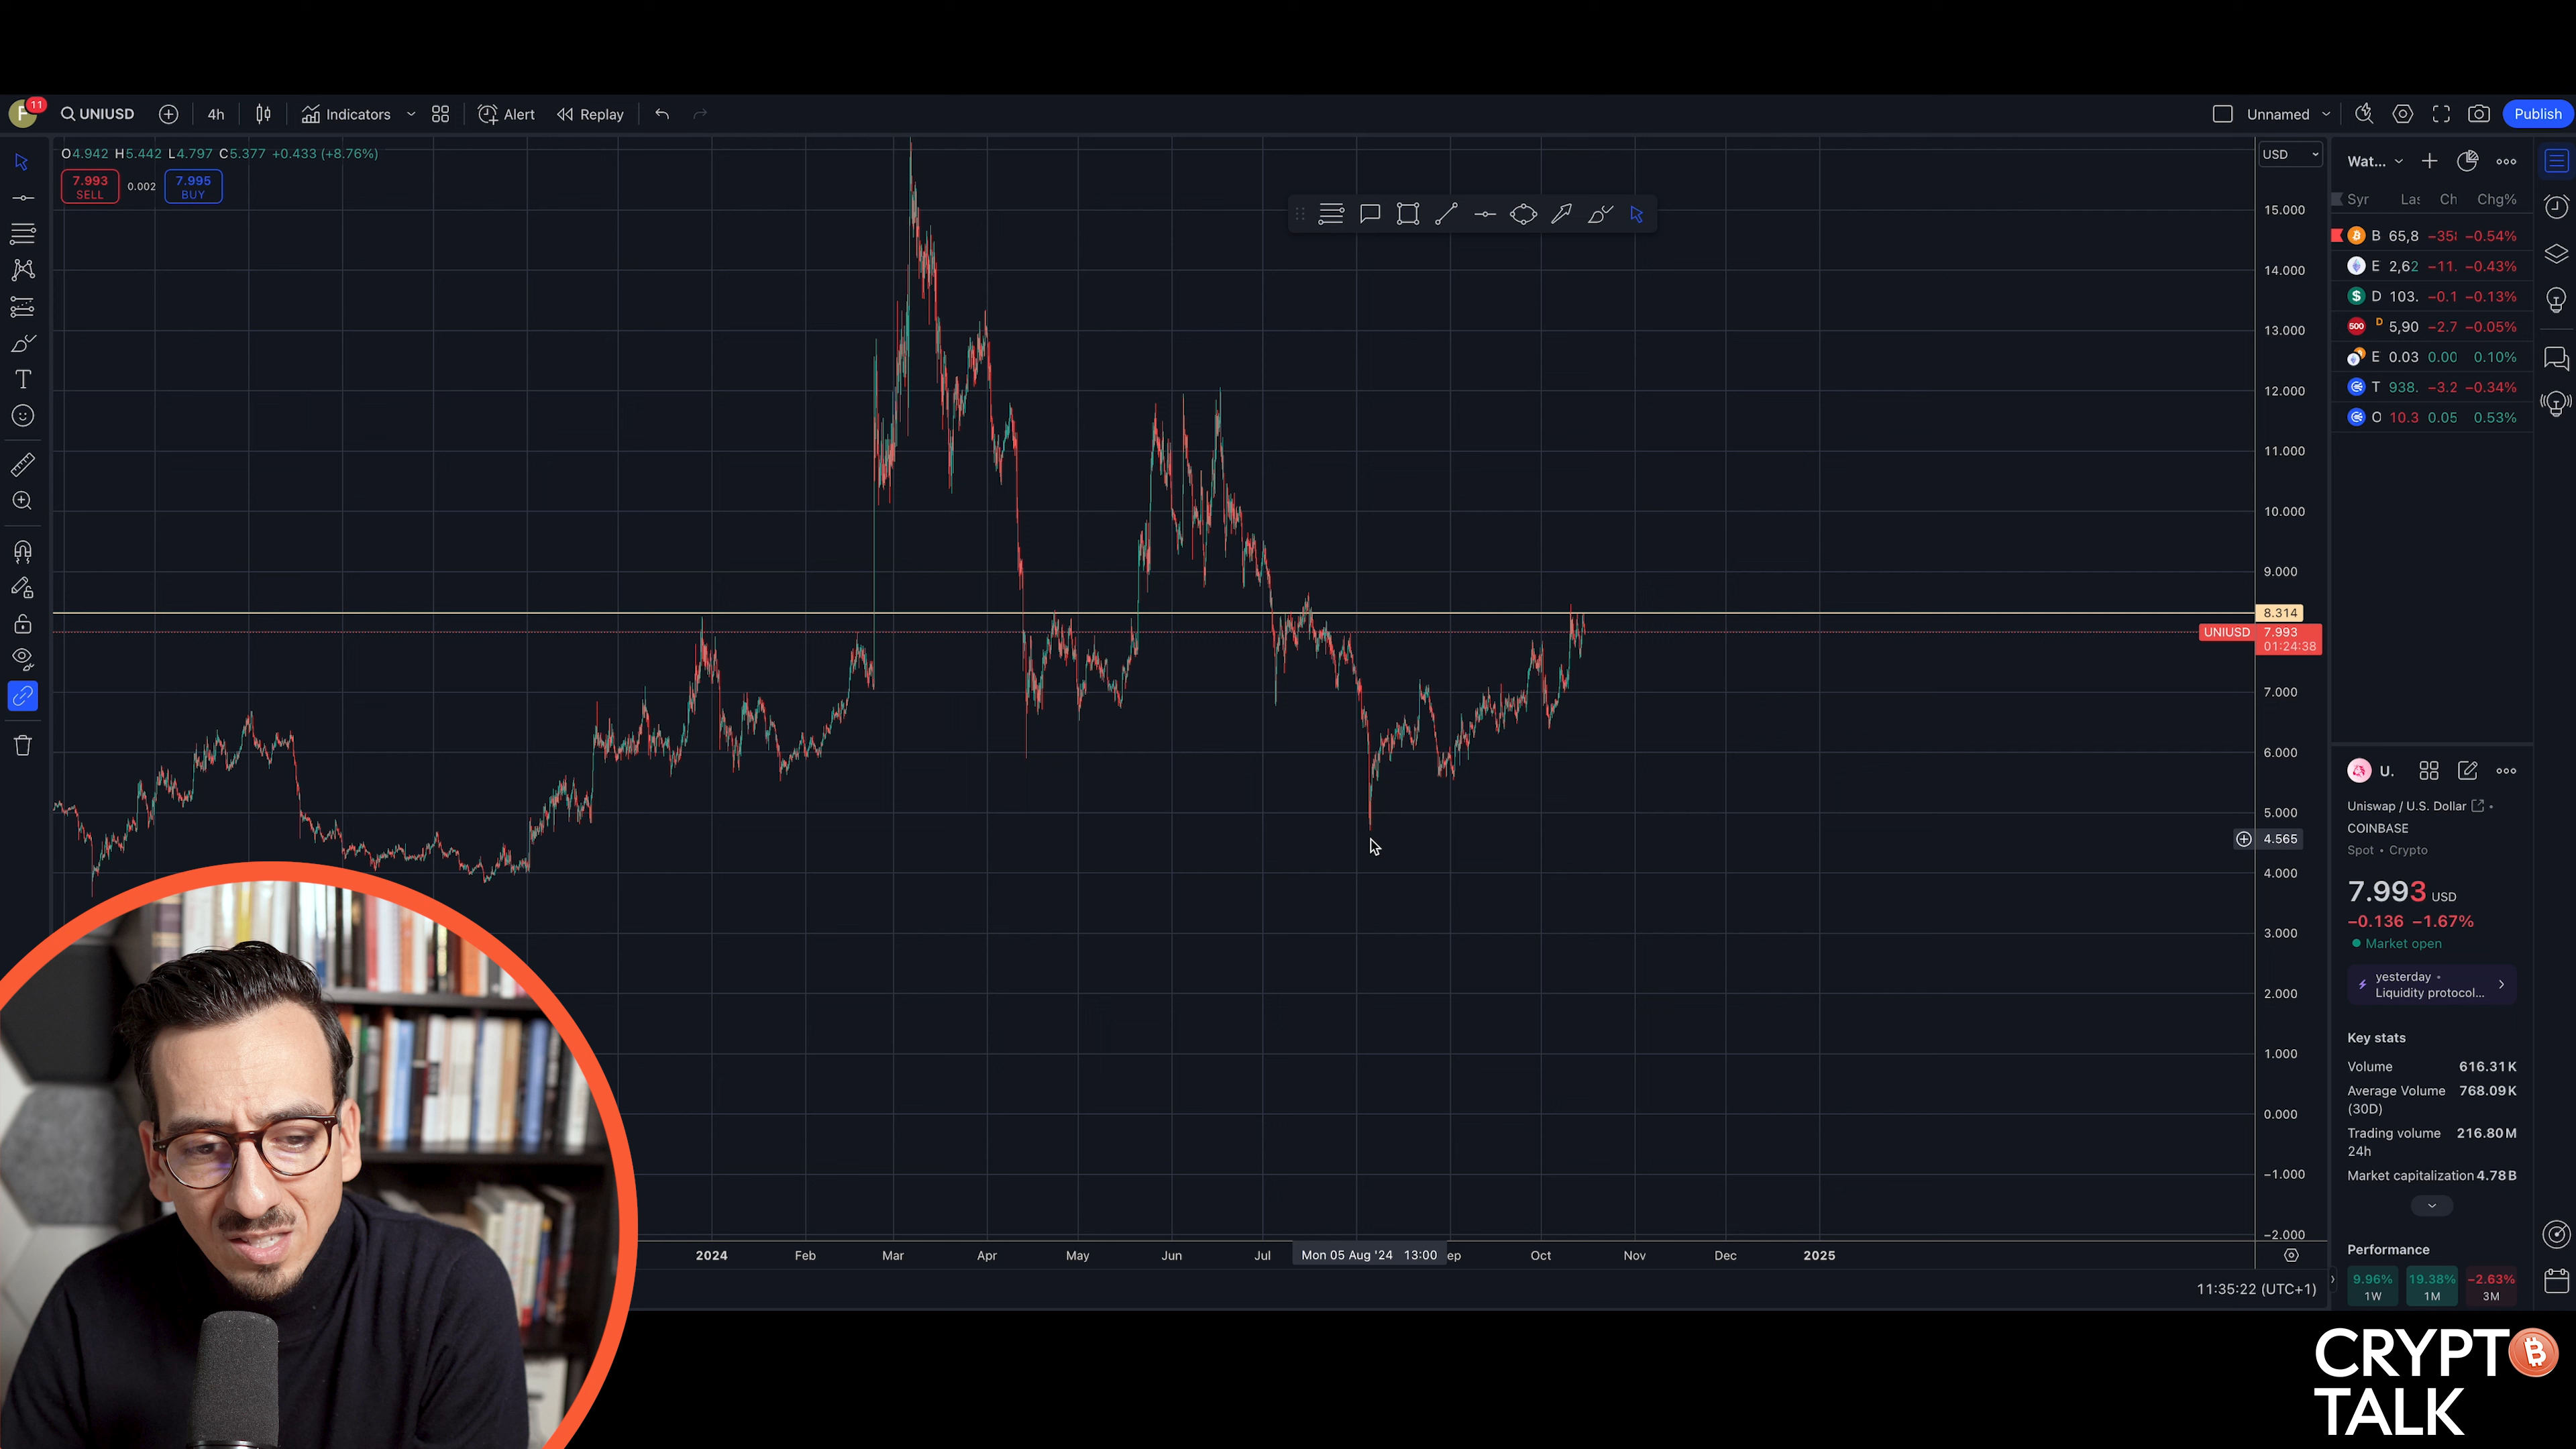 F 11 UNIUSD 4h Indicators Alert Replay Unnamed Publish
O4.942 H5.442 L4.797 C5.377 +0.433 (+8.76%)
7.993 SELL 0.002 7.995 BUY
USD
15.000
14.000
13.000
12.000
11.000
10.000
9.000
8.314
UNIUSD 7.993
01:24:38
7.000
6.000
5.000
4.565
4.000
3.000
2.000
1.000
0.000
−1.000
−2.000
2024 Feb Mar Apr May Jun Jul Mon 05 Aug '24 13:00 ep Oct Nov Dec 2025
11:35:22 (UTC+1)
Wat...
Syr Las Ch Chg%
B 65,8 −358 −0.54%
E 2,62 −11. −0.43%
D 103. −0.1 −0.13%
500 D 5,90 −2.7 −0.05%
E 0.03 0.00 0.10%
T 938. −3.2 −0.34%
O 10.3 0.05 0.53%
U.
Uniswap / U.S. Dollar
COINBASE
Spot • Crypto
7.993 USD
−0.136 −1.67%
Market open
yesterday •
Liquidity protocol...
Key stats
Volume 616.31K
Average Volume (30D) 768.09K
Trading volume 24h 216.80M
Market capitalization 4.78B
Performance
9.96% 19.38% −2.63%
1W 1M 3M
CRYPTO
TALK